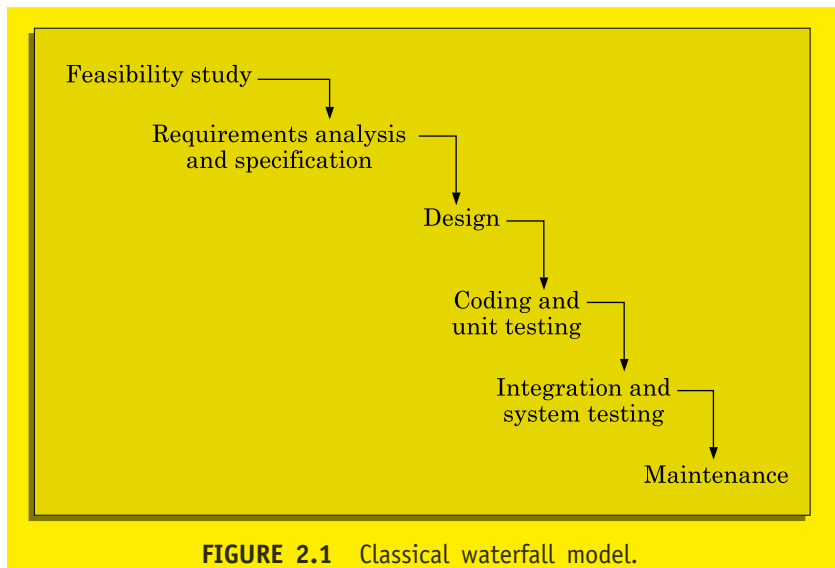 Feasibility study
Requirements analysis
and specification
Design
Coding and
unit testing
Integration and
system testing
Maintenance
FIGURE 2.1 Classical waterfall model.